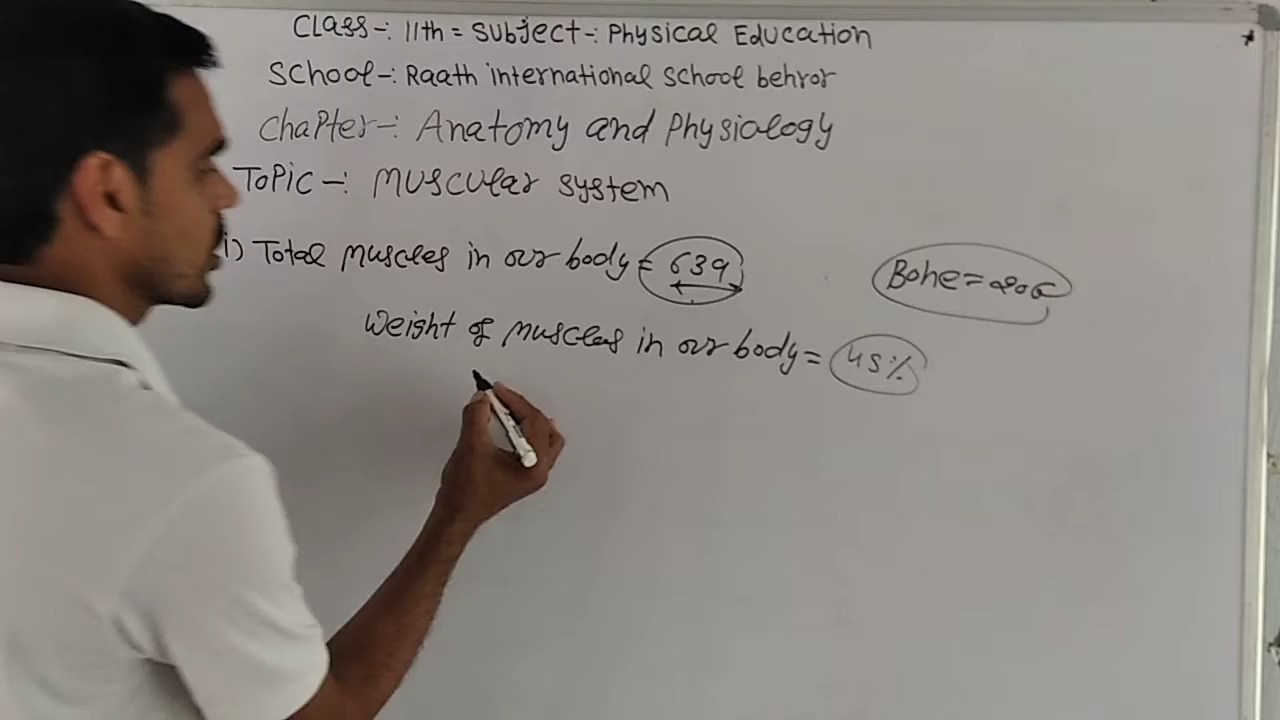 Class-: 11th = Subject-: Physical Education
School-: Raath international school behror
Chapter-: Anatomy and Physiology
Topic-: Muscular system
i) Total muscles in our body = 639
Bone = 206
Weight of muscles in our body = 45%